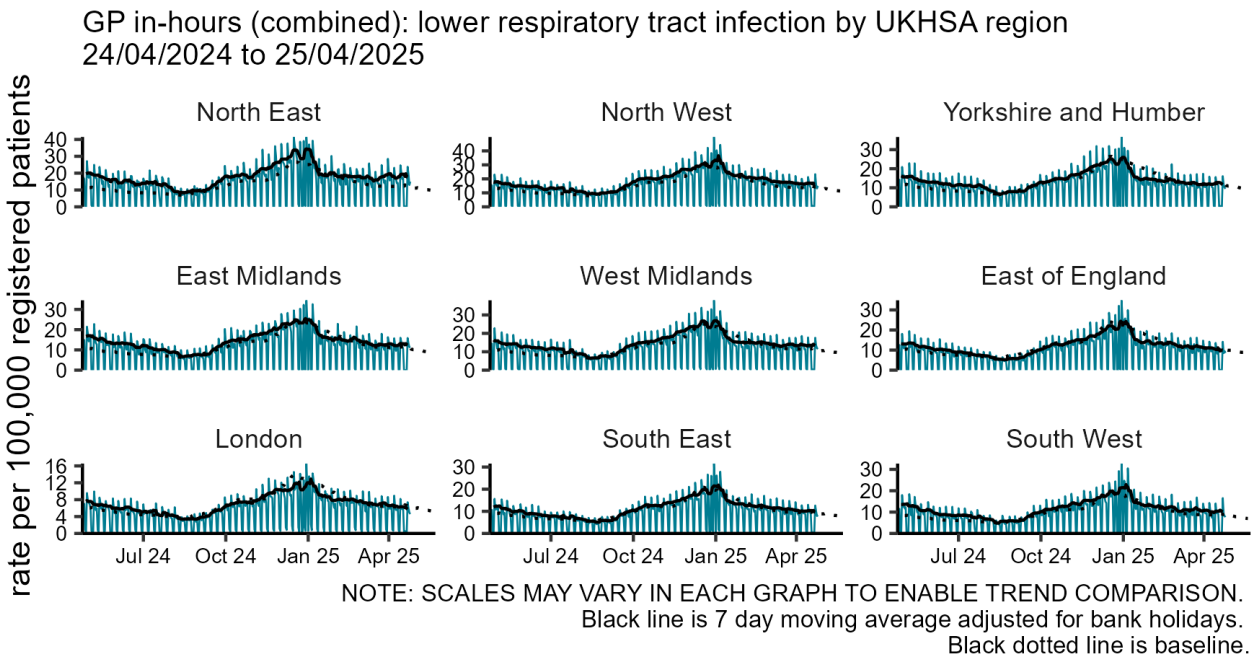 GP in-hours (combined): lower respiratory tract infection by UKHSA region
24/04/2024 to 25/04/2025
rate per 100,000 registered patients
North East
40
30
20
10
0
North West
40
30
20
10
0
Yorkshire and Humber
30
20
10
0
East Midlands
30
20
10
0
West Midlands
30
20
10
0
East of England
30
20
10
0
London
16
12
8
4
0
Jul 24 Oct 24 Jan 25 Apr 25
South East
30
20
10
0
Jul 24 Oct 24 Jan 25 Apr 25
South West
30
20
10
0
Jul 24 Oct 24 Jan 25 Apr 25
NOTE: SCALES MAY VARY IN EACH GRAPH TO ENABLE TREND COMPARISON.
Black line is 7 day moving average adjusted for bank holidays.
Black dotted line is baseline.